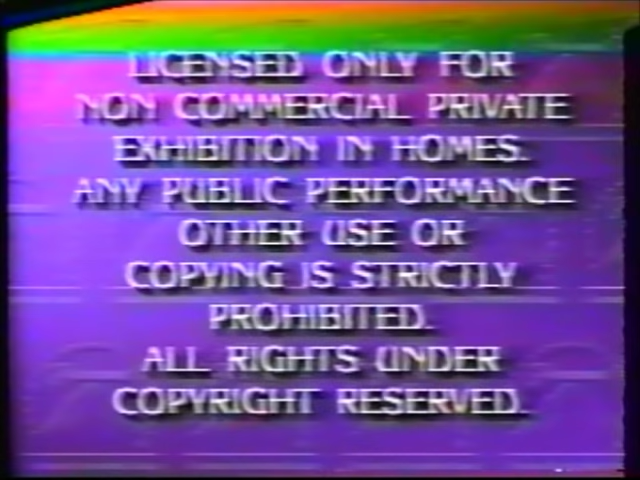 LICENSED ONLY FOR
NON COMMERCIAL PRIVATE
EXHIBITION IN HOMES.
ANY PUBLIC PERFORMANCE
OTHER USE OR
COPYING IS STRICTLY
PROHIBITED.
ALL RIGHTS UNDER
COPYRIGHT RESERVED.